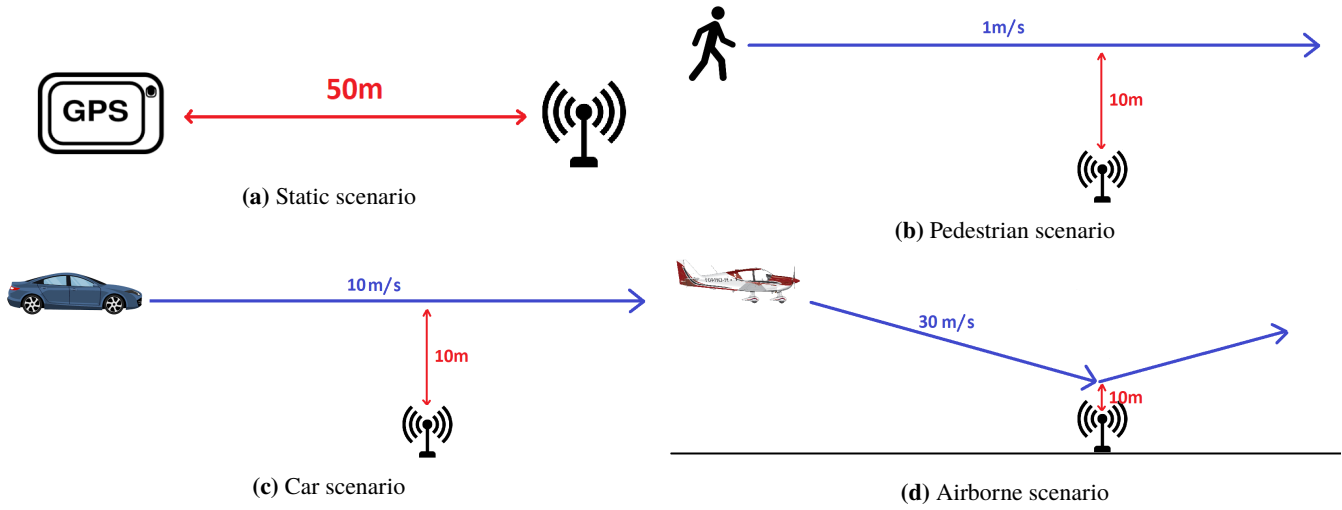 GPS
50m
(a) Static scenario
1m/s
10m
(b) Pedestrian scenario
10 m/s
10m
(c) Car scenario
30 m/s
10m
(d) Airborne scenario